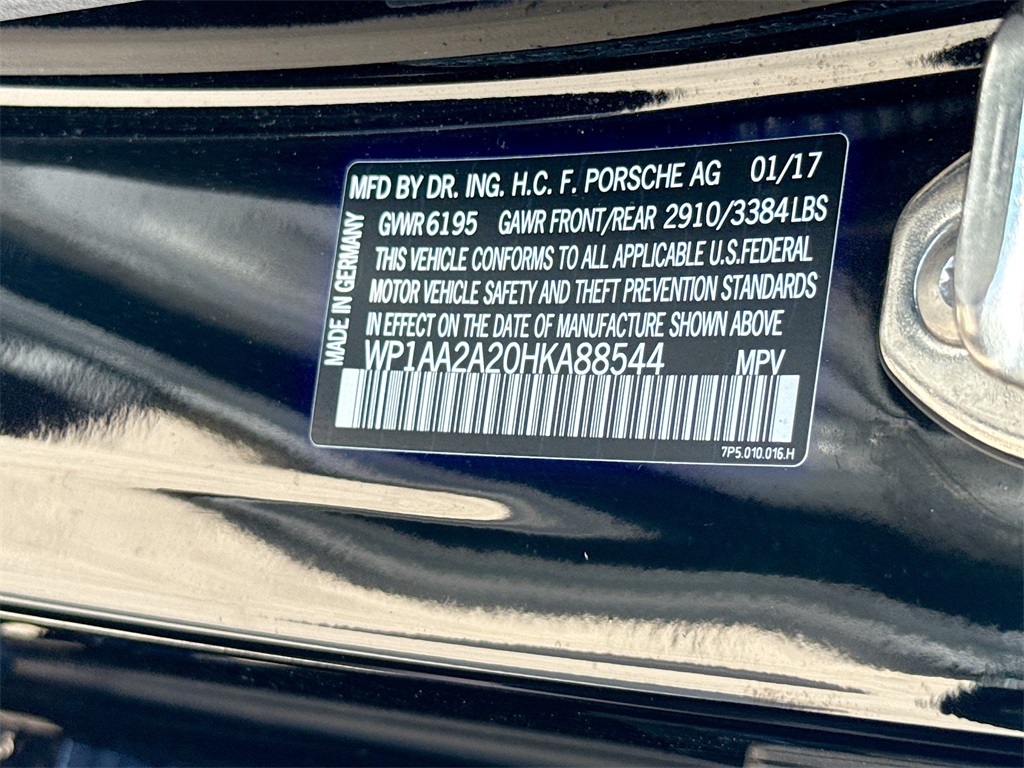 MFD BY DR. ING. H.C. F. PORSCHE AG 01/17
GVWR 6195 GAWR FRONT/REAR 2910/3384 LBS
THIS VEHICLE CONFORMS TO ALL APPLICABLE U.S.FEDERAL
MOTOR VEHICLE SAFETY AND THEFT PREVENTION STANDARDS
IN EFFECT ON THE DATE OF MANUFACTURE SHOWN ABOVE
WP1AA2A20HKA88544 MPV
7P5.010.016.H
MADE IN GERMANY